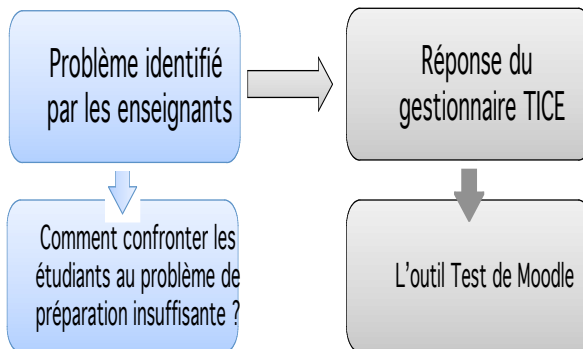 Problème identifié
par les enseignants
Réponse du
gestionnaire TICE
Comment confronter les
étudiants au problème de
préparation insuffisante ?
L'outil Test de Moodle